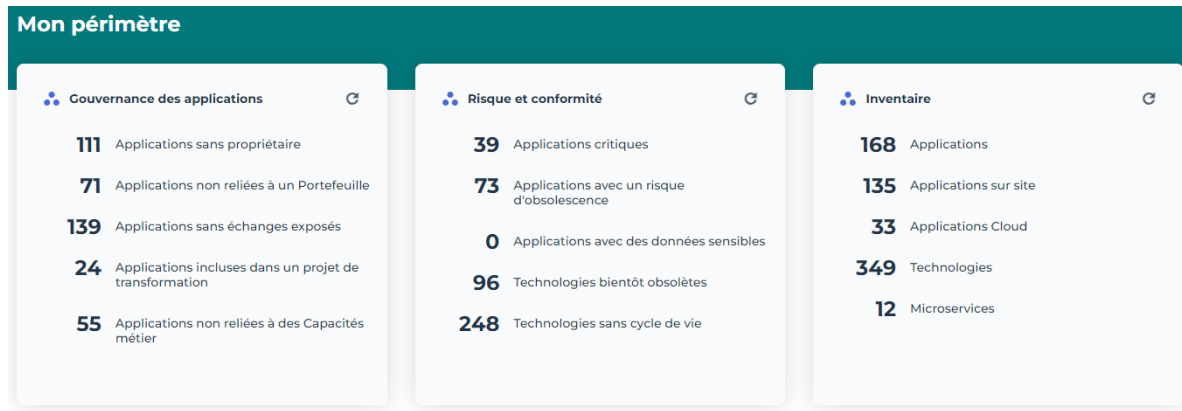 Mon périmètre
Gouvernance des applications
111 Applications sans propriétaire
71 Applications non reliées à un Portefeuille
139 Applications sans échanges exposés
24 Applications incluses dans un projet de
transformation
55 Applications non reliées à des Capacités
métier
Risque et conformité
39 Applications critiques
73 Applications avec un risque
d'obsolescence
0 Applications avec des données sensibles
96 Technologies bientôt obsolètes
248 Technologies sans cycle de vie
Inventaire
168 Applications
135 Applications sur site
33 Applications Cloud
349 Technologies
12 Microservices